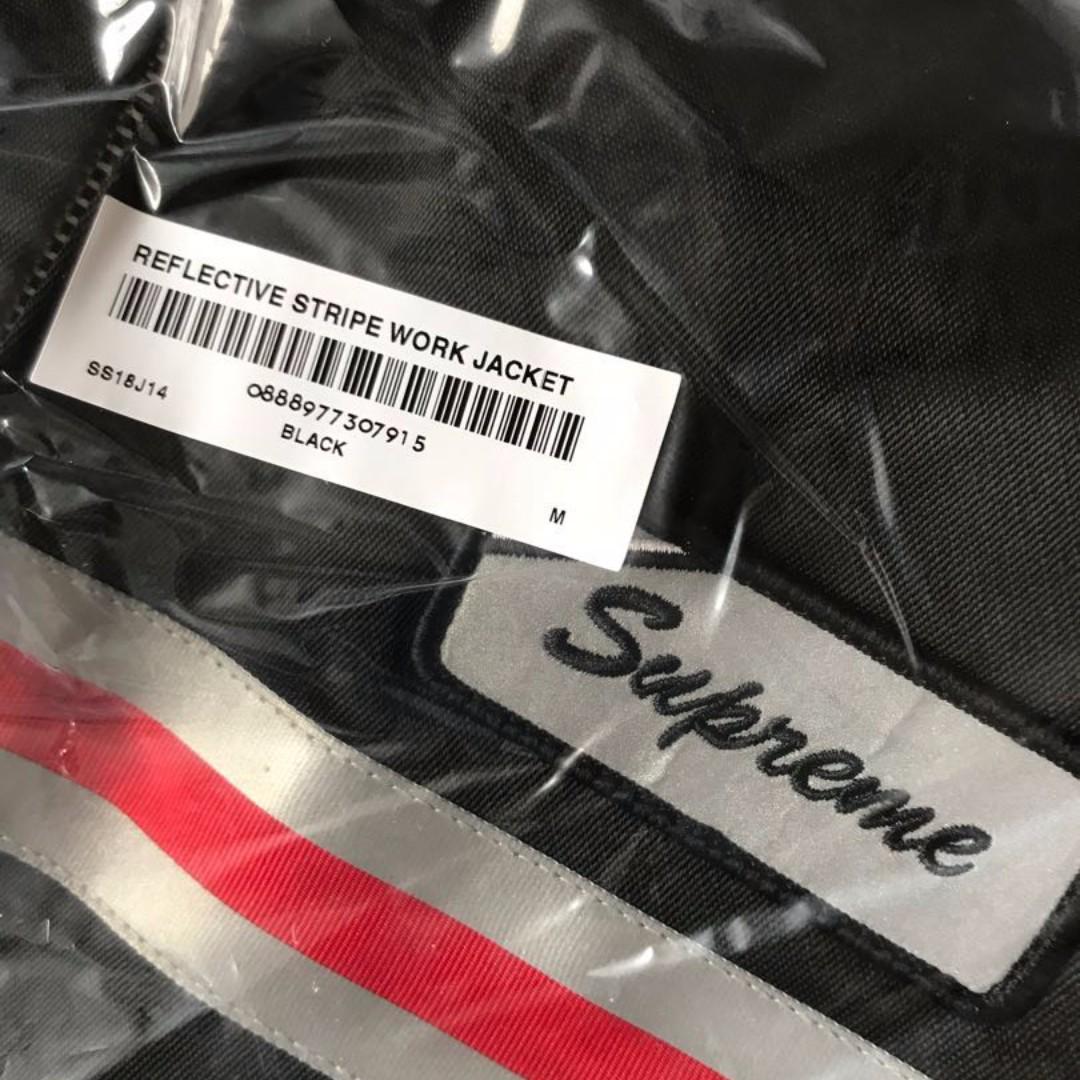 REFLECTIVE STRIPE WORK JACKET
SS18J14
0888977307915
BLACK
M
Supreme